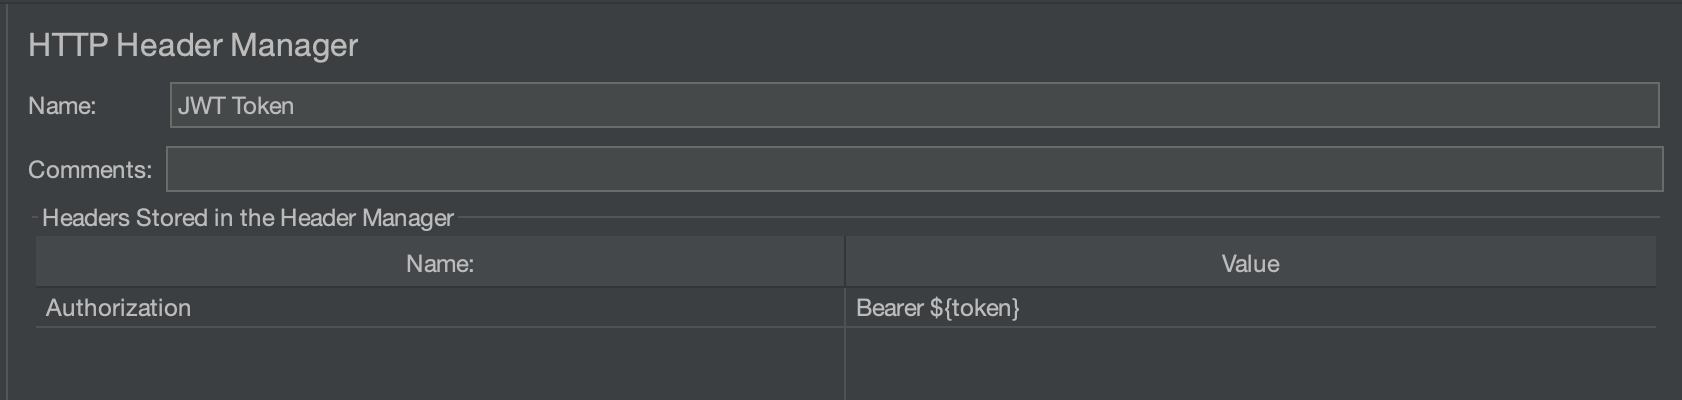 HTTP Header Manager
Name: JWT Token
Comments:
Headers Stored in the Header Manager
Name: Value
Authorization Bearer ${token}